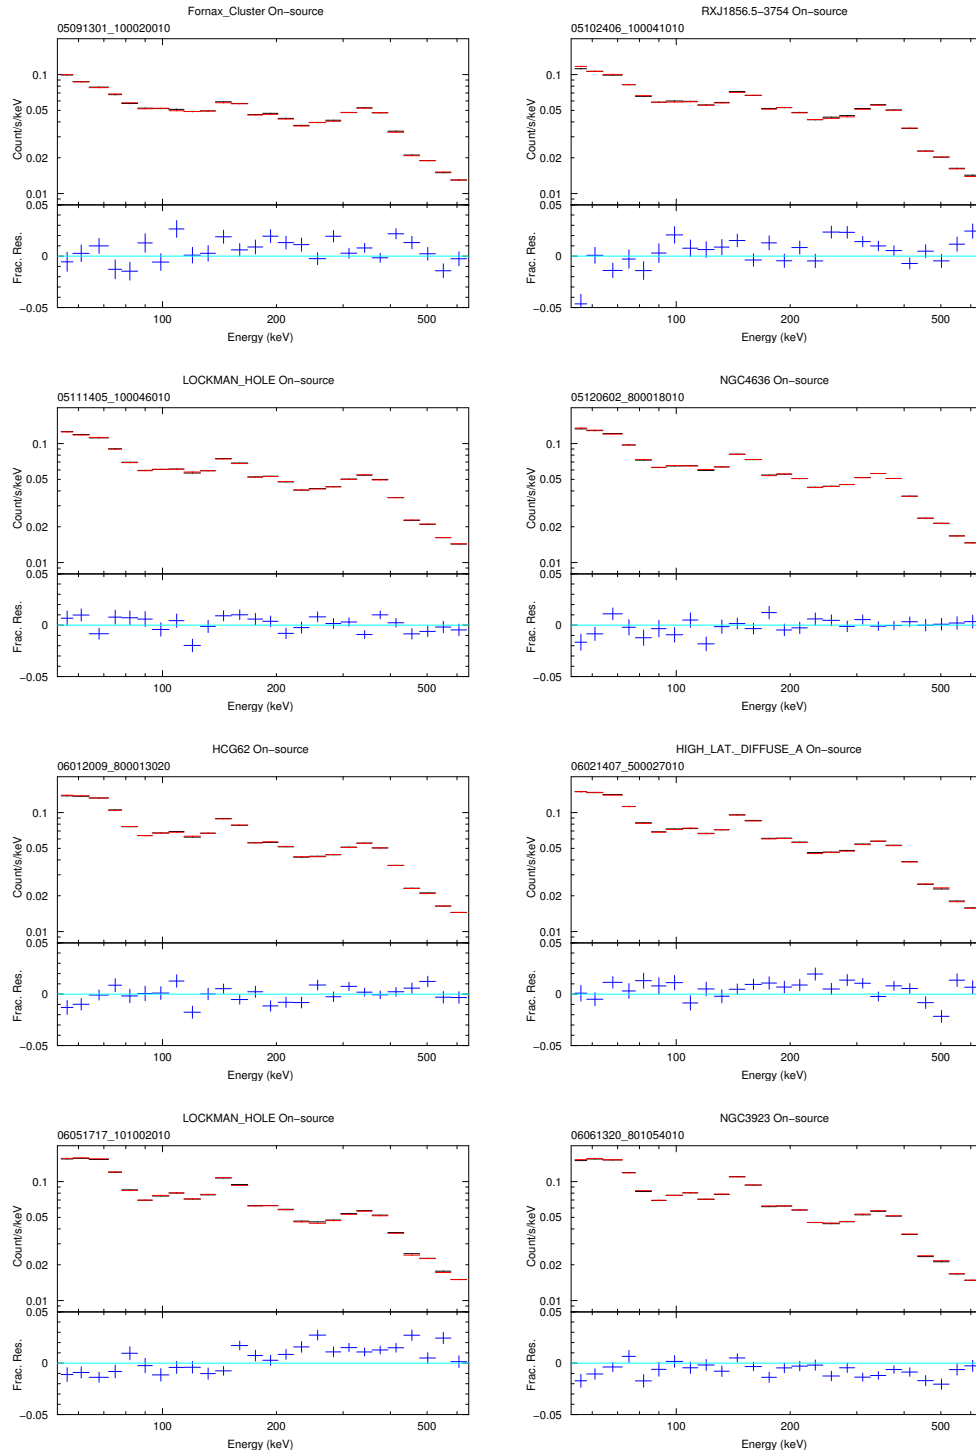 Fornax_Cluster On−source
05091301_100020010
Count/s/keV
0.1
0.05
0.02
0.01
Frac. Res.
0.05
0
−0.05
100
200
500
Energy (keV)
RXJ1856.5−3754 On−source
05102406_100041010
Count/s/keV
0.1
0.05
0.02
0.01
Frac. Res.
0.05
0
−0.05
100
200
500
Energy (keV)
LOCKMAN_HOLE On−source
05111405_100046010
Count/s/keV
0.1
0.05
0.02
0.01
Frac. Res.
0.05
0
−0.05
100
200
500
Energy (keV)
NGC4636 On−source
05120602_800018010
Count/s/keV
0.1
0.05
0.02
0.01
Frac. Res.
0.05
0
−0.05
100
200
500
Energy (keV)
HCG62 On−source
06012009_800013020
Count/s/keV
0.1
0.05
0.02
0.01
Frac. Res.
0.05
0
−0.05
100
200
500
Energy (keV)
HIGH_LAT._DIFFUSE_A On−source
06021407_500027010
Count/s/keV
0.1
0.05
0.02
0.01
Frac. Res.
0.05
0
−0.05
100
200
500
Energy (keV)
LOCKMAN_HOLE On−source
06051717_101002010
Count/s/keV
0.1
0.05
0.02
0.01
Frac. Res.
0.05
0
−0.05
100
200
500
Energy (keV)
NGC3923 On−source
06061320_801054010
Count/s/keV
0.1
0.05
0.02
0.01
Frac. Res.
0.05
0
−0.05
100
200
500
Energy (keV)